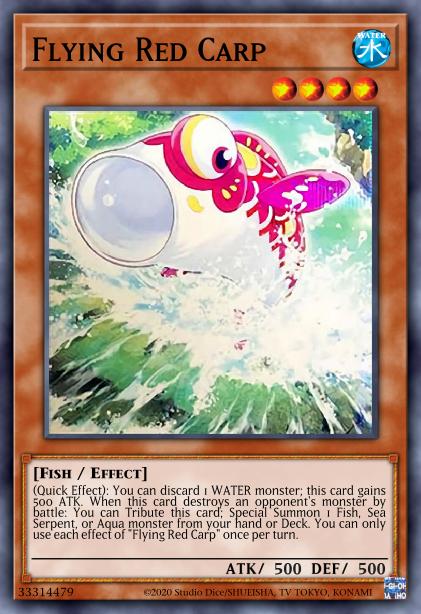 Flying Red Carp
WATER
水
[Fish / Effect]
(Quick Effect): You can discard 1 WATER monster; this card gains
500 ATK. When this card destroys an opponent's monster by
battle: You can Tribute this card; Special Summon 1 Fish, Sea
Serpent, or Aqua monster from your hand or Deck. You can only
use each effect of "Flying Red Carp" once per turn.
ATK/ 500 DEF/ 500
33314479
©2020 Studio Dice/SHUEISHA, TV TOKYO, KONAMI